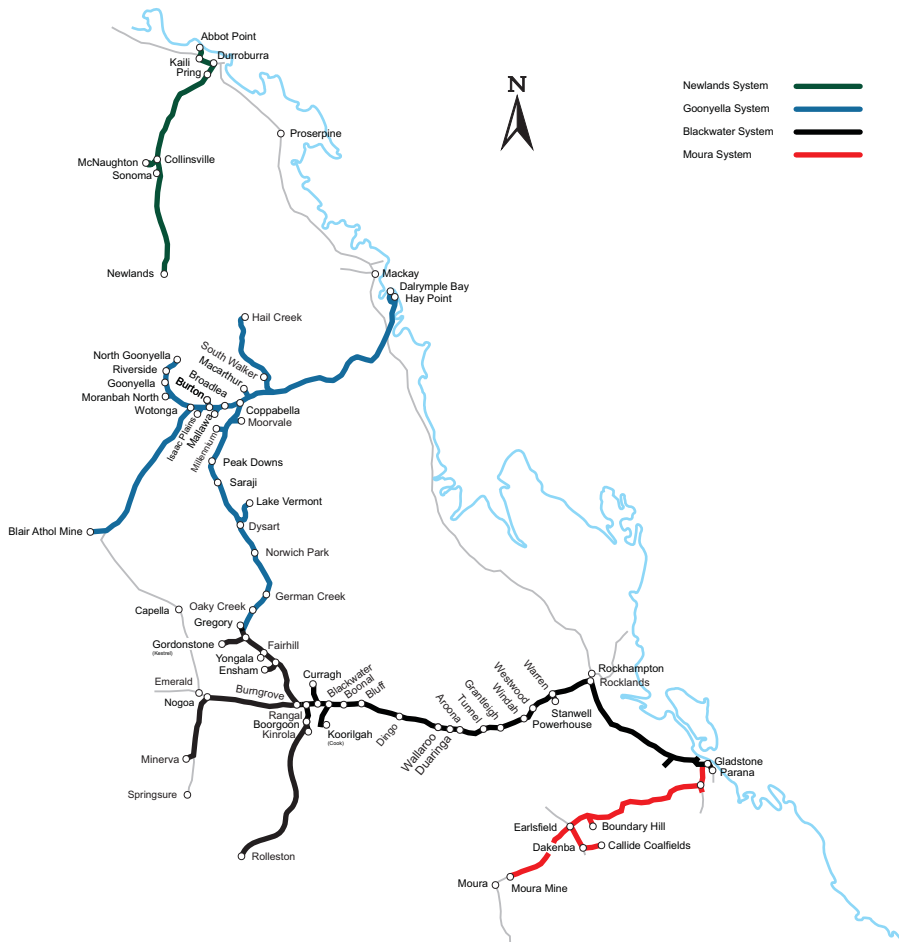 Abbot Point
Durroburra
Kaili
Pring
N
Newlands System
Goonyella System
Blackwater System
Moura System
Proserpine
McNaughton
Collinsville
Sonoma
Newlands
Mackay
Dalrymple Bay
Hay Point
Hail Creek
South Walker
Macarthur
North Goonyella
Riverside
Goonyella
Broadlea
Burton
Moranbah North
Wotonga
Coppabella
Moorvale
Isaac Plains
Mallawa
Millennium
Peak Downs
Saraji
Lake Vermont
Dysart
Blair Athol Mine
Norwich Park
German Creek
Oaky Creek
Capella
Gregory
Gordonstone
(Kestrel)
Fairhill
Yongala
Ensham
Emerald
Nogoa
Burngrove
Curragh
Blackwater
Boonal
Bluff
Rangal
Boorgoon
Kinrola
Koorilgah
(Cook)
Dingo
Wallaroo
Duaringa
Aroona
Tunnel
Grantleigh
Windah
Westwood
Warren
Stanwell
Powerhouse
Rockhampton
Rocklands
Minerva
Springsure
Rolleston
Gladstone
Parana
Earlsfield
Boundary Hill
Dakenba
Callide Coalfields
Moura
Moura Mine